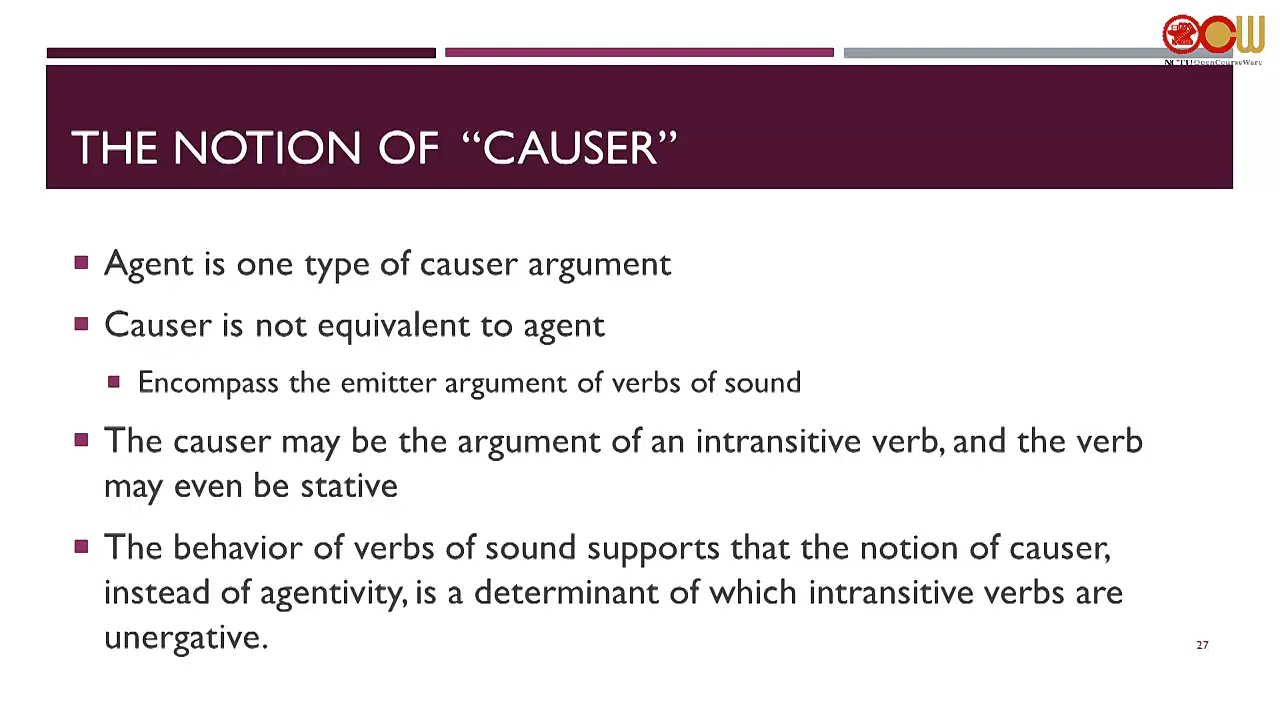 OCW
NCTU OpenCourseWare
THE NOTION OF “CAUSER”
Agent is one type of causer argument
Causer is not equivalent to agent
Encompass the emitter argument of verbs of sound
The causer may be the argument of an intransitive verb, and the verb
may even be stative
The behavior of verbs of sound supports that the notion of causer,
instead of agentivity, is a determinant of which intransitive verbs are
unergative.
27